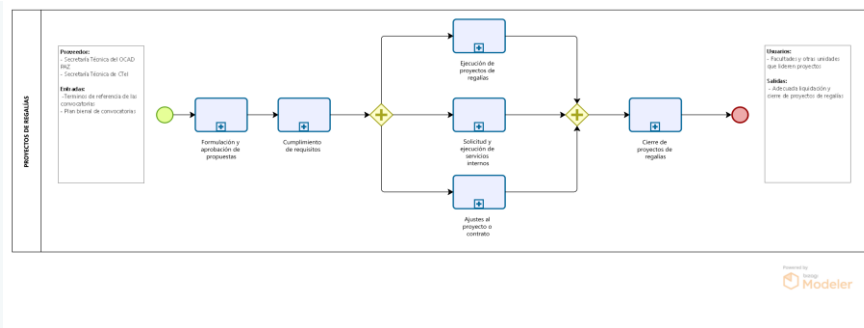 PROYECTOS DE REGALÍAS
Proveedor:
- Secretaría Técnica del OCAD
PAZ
- Secretaría Técnica de CTeI
Entradas:
- Terminos de referencia de las
convocatorias
- Plan bienal de convocatorias
Formulación y
aprobación de
propuestas
Cumplimiento
de requisitos
Ejecución de
proyectos de
regalías
Solicitud y
ejecución de
servicios
internos
Ajustes al
proyecto o
contrato
Cierre de
proyectos de
regalías
Usuarios:
- Facultades y otras unidades
que lideren proyectos
Salidas:
- Adecuada liquidación y
cierre de proyectos de regalías
Powered by
bizagi
Modeler